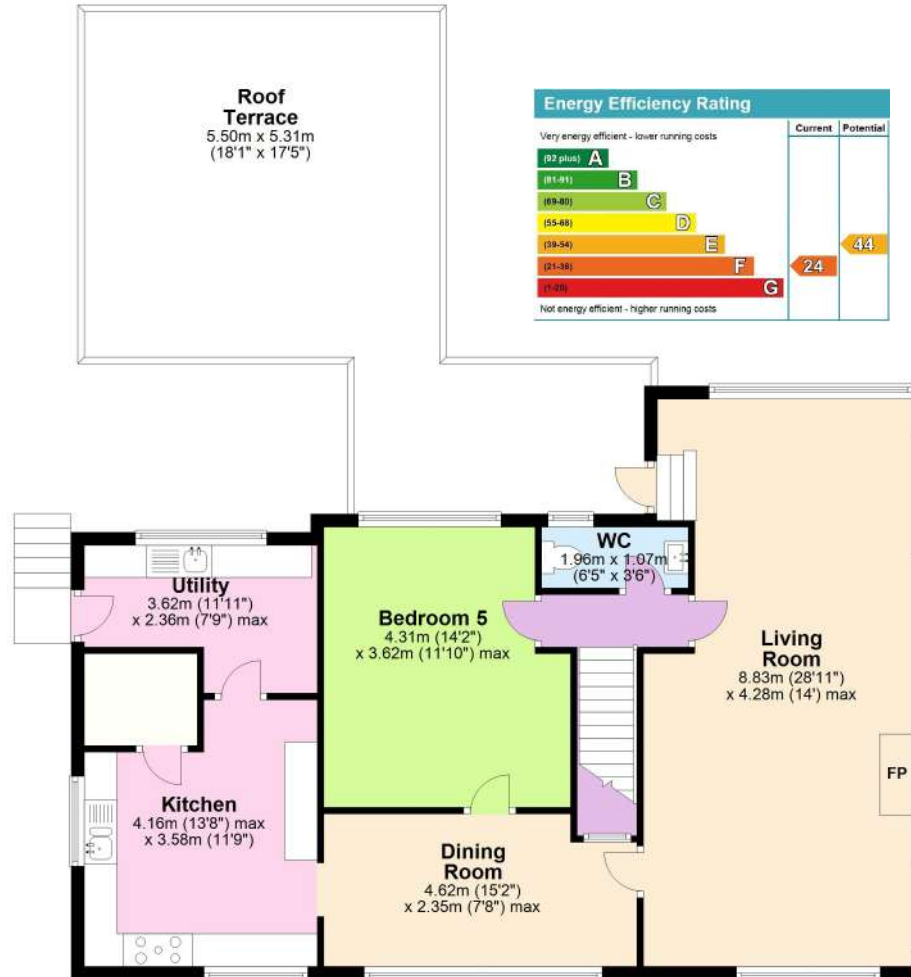 Roof
Terrace
5.50m x 5.31m
(18'1" x 17'5")
Energy Efficiency Rating
Current Potential
Very energy efficient - lower running costs
(92 plus) A
(81-91) B
(69-80) C
(55-68) D
(39-54) E
(21-38) F
(1-20) G
44
24
Not energy efficient - higher running costs
WC
1.96m x 1.07m
(6'5" x 3'6")
Utility
3.62m (11'11")
x 2.36m (7'9") max
Bedroom 5
4.31m (14'2")
x 3.62m (11'10") max
Living
Room
8.83m (28'11")
x 4.28m (14') max
FP
Kitchen
4.16m (13'8") max
x 3.58m (11'9")
Dining
Room
4.62m (15'2")
x 2.35m (7'8") max